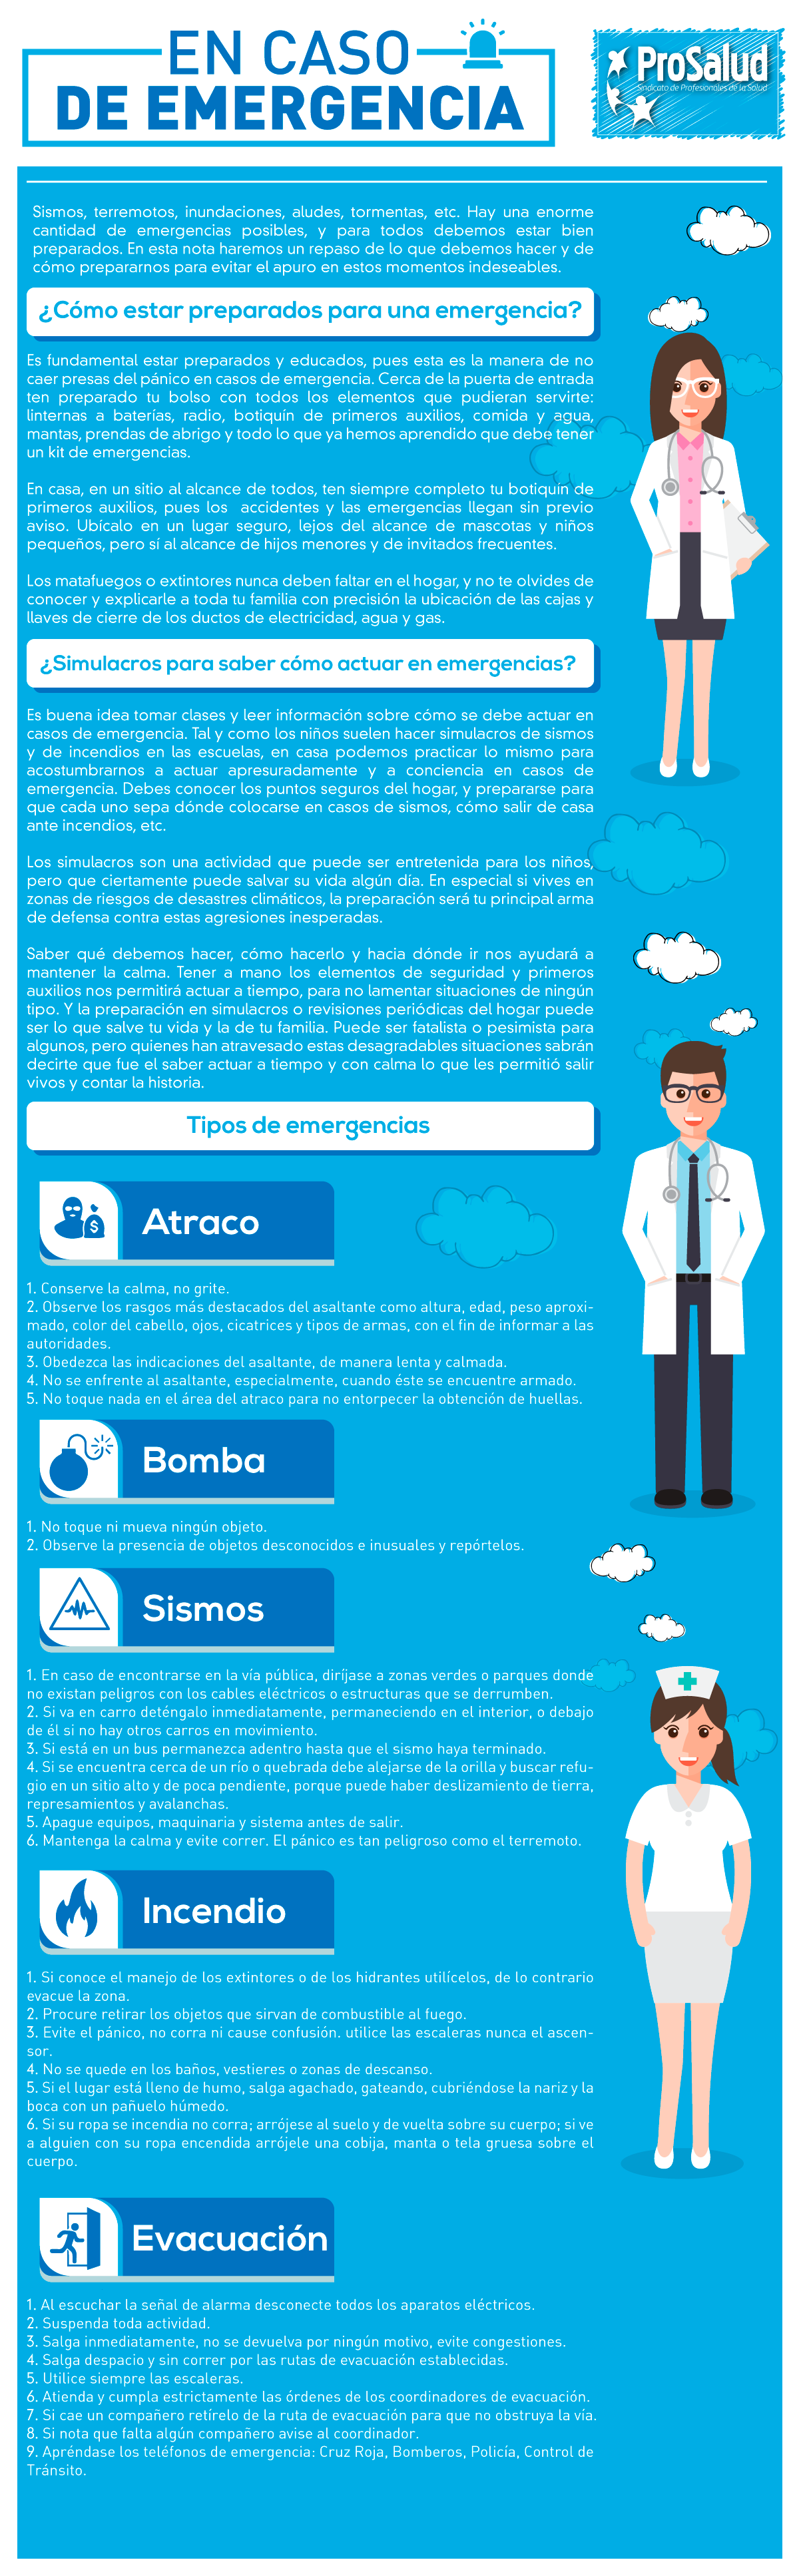 EN CASO
DE EMERGENCIA
ProSalud
Sindicato de Profesionales de la Salud
Sismos, terremotos, inundaciones, aludes, tormentas, etc. Hay una enorme
cantidad de emergencias posibles, y para todos debemos estar bien
preparados. En esta nota haremos un repaso de lo que debemos hacer y de
cómo prepararnos para evitar el apuro en estos momentos indeseables.
¿Cómo estar preparados para una emergencia?
Es fundamental estar preparados y educados, pues esta es la manera de no
caer presas del pánico en casos de emergencia. Cerca de la puerta de entrada
ten preparado tu bolso con todos los elementos que pudieran servirte:
linternas a baterías, radio, botiquín de primeros auxilios, comida y agua,
mantas, prendas de abrigo y todo lo que ya hemos aprendido que debe tener
un kit de emergencias.
En casa, en un sitio al alcance de todos, ten siempre completo tu botiquín de
primeros auxilios, pues los accidentes y las emergencias llegan sin previo
aviso. Ubícalo en un lugar seguro, lejos del alcance de mascotas y niños
pequeños, pero sí al alcance de hijos menores y de invitados frecuentes.
Los matafuegos o extintores nunca deben faltar en el hogar, y no te olvides de
conocer y explicarle a toda tu familia con precisión la ubicación de las cajas y
llaves de cierre de los ductos de electricidad, agua y gas.
¿Simulacros para saber cómo actuar en emergencias?
Es buena idea tomar clases y leer información sobre cómo se debe actuar en
casos de emergencia. Tal y como los niños suelen hacer simulacros de sismos
y de incendios en las escuelas, en casa podemos practicar lo mismo para
acostumbrarnos a actuar apresuradamente y a conciencia en casos de
emergencia. Debes conocer los puntos seguros del hogar, y prepararse para
que cada uno sepa dónde colocarse en casos de sismos, cómo salir de casa
ante incendios, etc.
Los simulacros son una actividad que puede ser entretenida para los niños,
pero que ciertamente puede salvar su vida algún día. En especial si vives en
zonas de riesgos de desastres climáticos, la preparación será tu principal arma
de defensa contra estas agresiones inesperadas.
Saber qué debemos hacer, cómo hacerlo y hacia dónde ir nos ayudará a
mantener la calma. Tener a mano los elementos de seguridad y primeros
auxilios nos permitirá actuar a tiempo, para no lamentar situaciones de ningún
tipo. Y la preparación en simulacros o revisiones periódicas del hogar puede
ser lo que salve tu vida y la de tu familia. Puede ser fatalista o pesimista para
algunos, pero quienes han atravesado estas desagradables situaciones sabrán
decirte que fue el saber actuar a tiempo y con calma lo que les permitió salir
vivos y contar la historia.
Tipos de emergencias
Atraco
1. Conserve la calma, no grite.
2. Observe los rasgos más destacados del asaltante como altura, edad, peso aproxi-
mado, color del cabello, ojos, cicatrices y tipos de armas, con el fin de informar a las
autoridades.
3. Obedezca las indicaciones del asaltante, de manera lenta y calmada.
4. No se enfrente al asaltante, especialmente, cuando éste se encuentre armado.
5. No toque nada en el área del atraco para no entorpecer la obtención de huellas.
Bomba
1. No toque ni mueva ningún objeto.
2. Observe la presencia de objetos desconocidos e inusuales y repórtelos.
Sismos
1. En caso de encontrarse en la vía pública, diríjase a zonas verdes o parques donde
no existan peligros con los cables eléctricos o estructuras que se derrumben.
2. Si va en carro deténgalo inmediatamente, permaneciendo en el interior, o debajo
de él si no hay otros carros en movimiento.
3. Si está en un bus permanezca adentro hasta que el sismo haya terminado.
4. Si se encuentra cerca de un río o quebrada debe alejarse de la orilla y buscar refu-
gio en un sitio alto y de poca pendiente, porque puede haber deslizamiento de tierra,
represamientos y avalanchas.
5. Apague equipos, maquinaria y sistema antes de salir.
6. Mantenga la calma y evite correr. El pánico es tan peligroso como el terremoto.
Incendio
1. Si conoce el manejo de los extintores o de los hidrantes utilícelos, de lo contrario
evacue la zona.
2. Procure retirar los objetos que sirvan de combustible al fuego.
3. Evite el pánico, no corra ni cause confusión. utilice las escaleras nunca el ascen-
sor.
4. No se quede en los baños, vestieres o zonas de descanso.
5. Si el lugar está lleno de humo, salga agachado, gateando, cubriéndose la nariz y la
boca con un pañuelo húmedo.
6. Si su ropa se incendia no corra; arrójese al suelo y de vuelta sobre su cuerpo; si ve
a alguien con su ropa encendida arrójele una cobija, manta o tela gruesa sobre el
cuerpo.
Evacuación
1. Al escuchar la señal de alarma desconecte todos los aparatos eléctricos.
2. Suspenda toda actividad.
3. Salga inmediatamente, no se devuelva por ningún motivo, evite congestiones.
4. Salga despacio y sin correr por las rutas de evacuación establecidas.
5. Utilice siempre las escaleras.
6. Atienda y cumpla estrictamente las órdenes de los coordinadores de evacuación.
7. Si cae un compañero retírelo de la ruta de evacuación para que no obstruya la vía.
8. Si nota que falta algún compañero avise al coordinador.
9. Apréndase los teléfonos de emergencia: Cruz Roja, Bomberos, Policía, Control de
Tránsito.